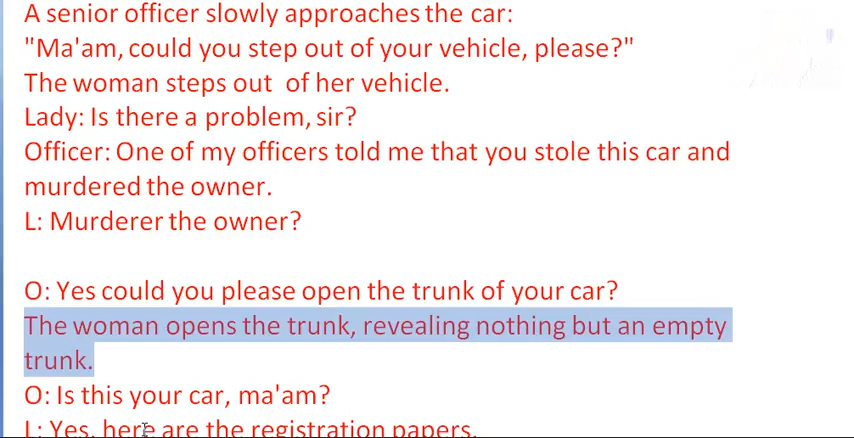 A senior officer slowly approaches the car:
"Ma'am, could you step out of your vehicle, please?"
The woman steps out  of her vehicle.
Lady: Is there a problem, sir?
Officer: One of my officers told me that you stole this car and
murdered the owner.
L: Murderer the owner?
O: Yes could you please open the trunk of your car?
The woman opens the trunk, revealing nothing but an empty
trunk.
O: Is this your car, ma'am?
L: Yes, here are the registration papers.